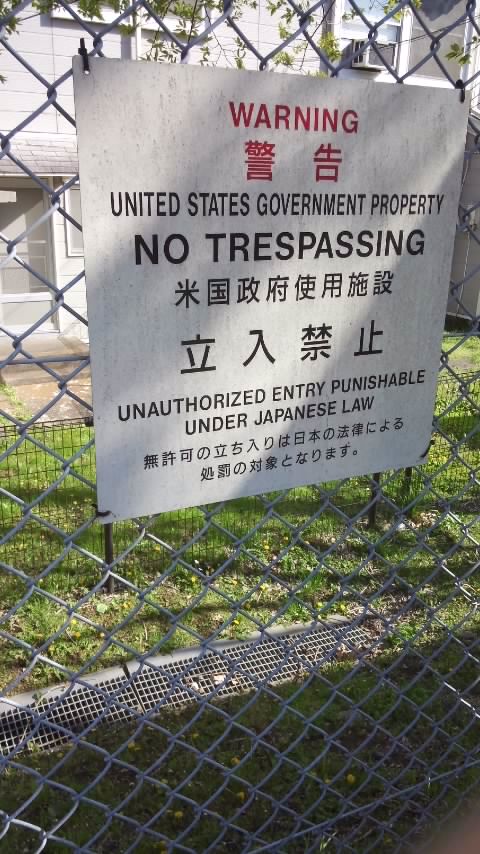 WARNING
警告
UNITED STATES GOVERNMENT PROPERTY
NO TRESPASSING
米国政府使用施設
立入禁止
UNAUTHORIZED ENTRY PUNISHABLE
UNDER JAPANESE LAW
無許可の立ち入りは日本の法律による
処罰の対象となります。